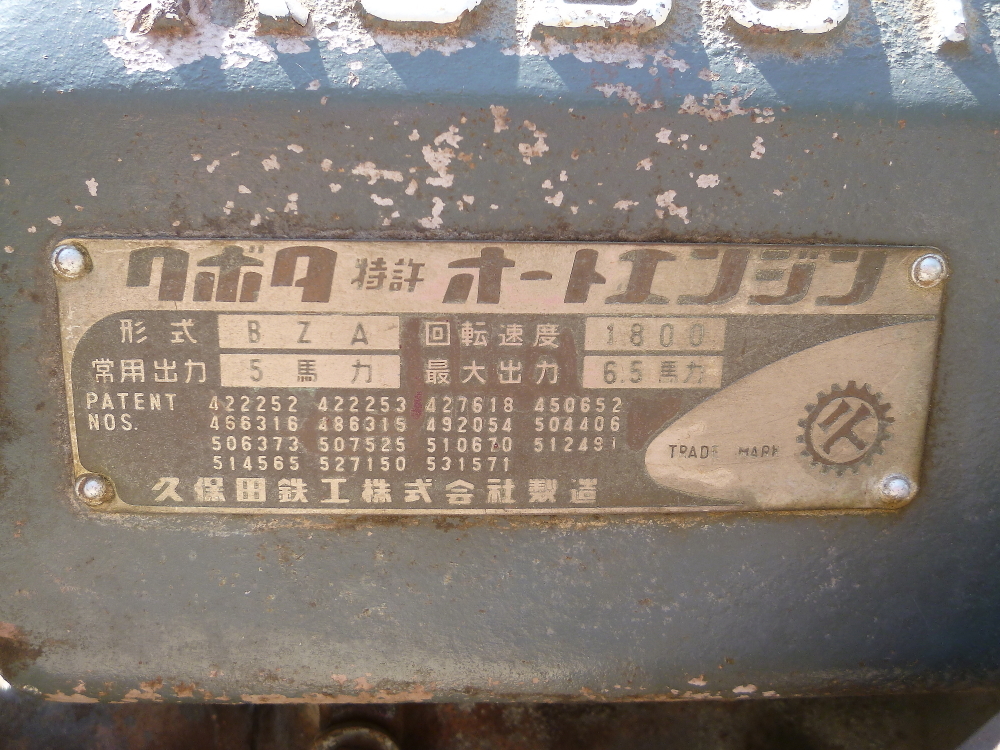 クボタ 特許 オートエンジン
形式 BZA 回転速度 1800
常用出力 5馬力 最大出力 6.5馬力
PATENT NOS. 422252 422253 427618 450652
466316 486315 492054 504406
506373 507525 510670 512491
514565 527150 531571
TRADE MARK
久保田鉄工株式会社製造